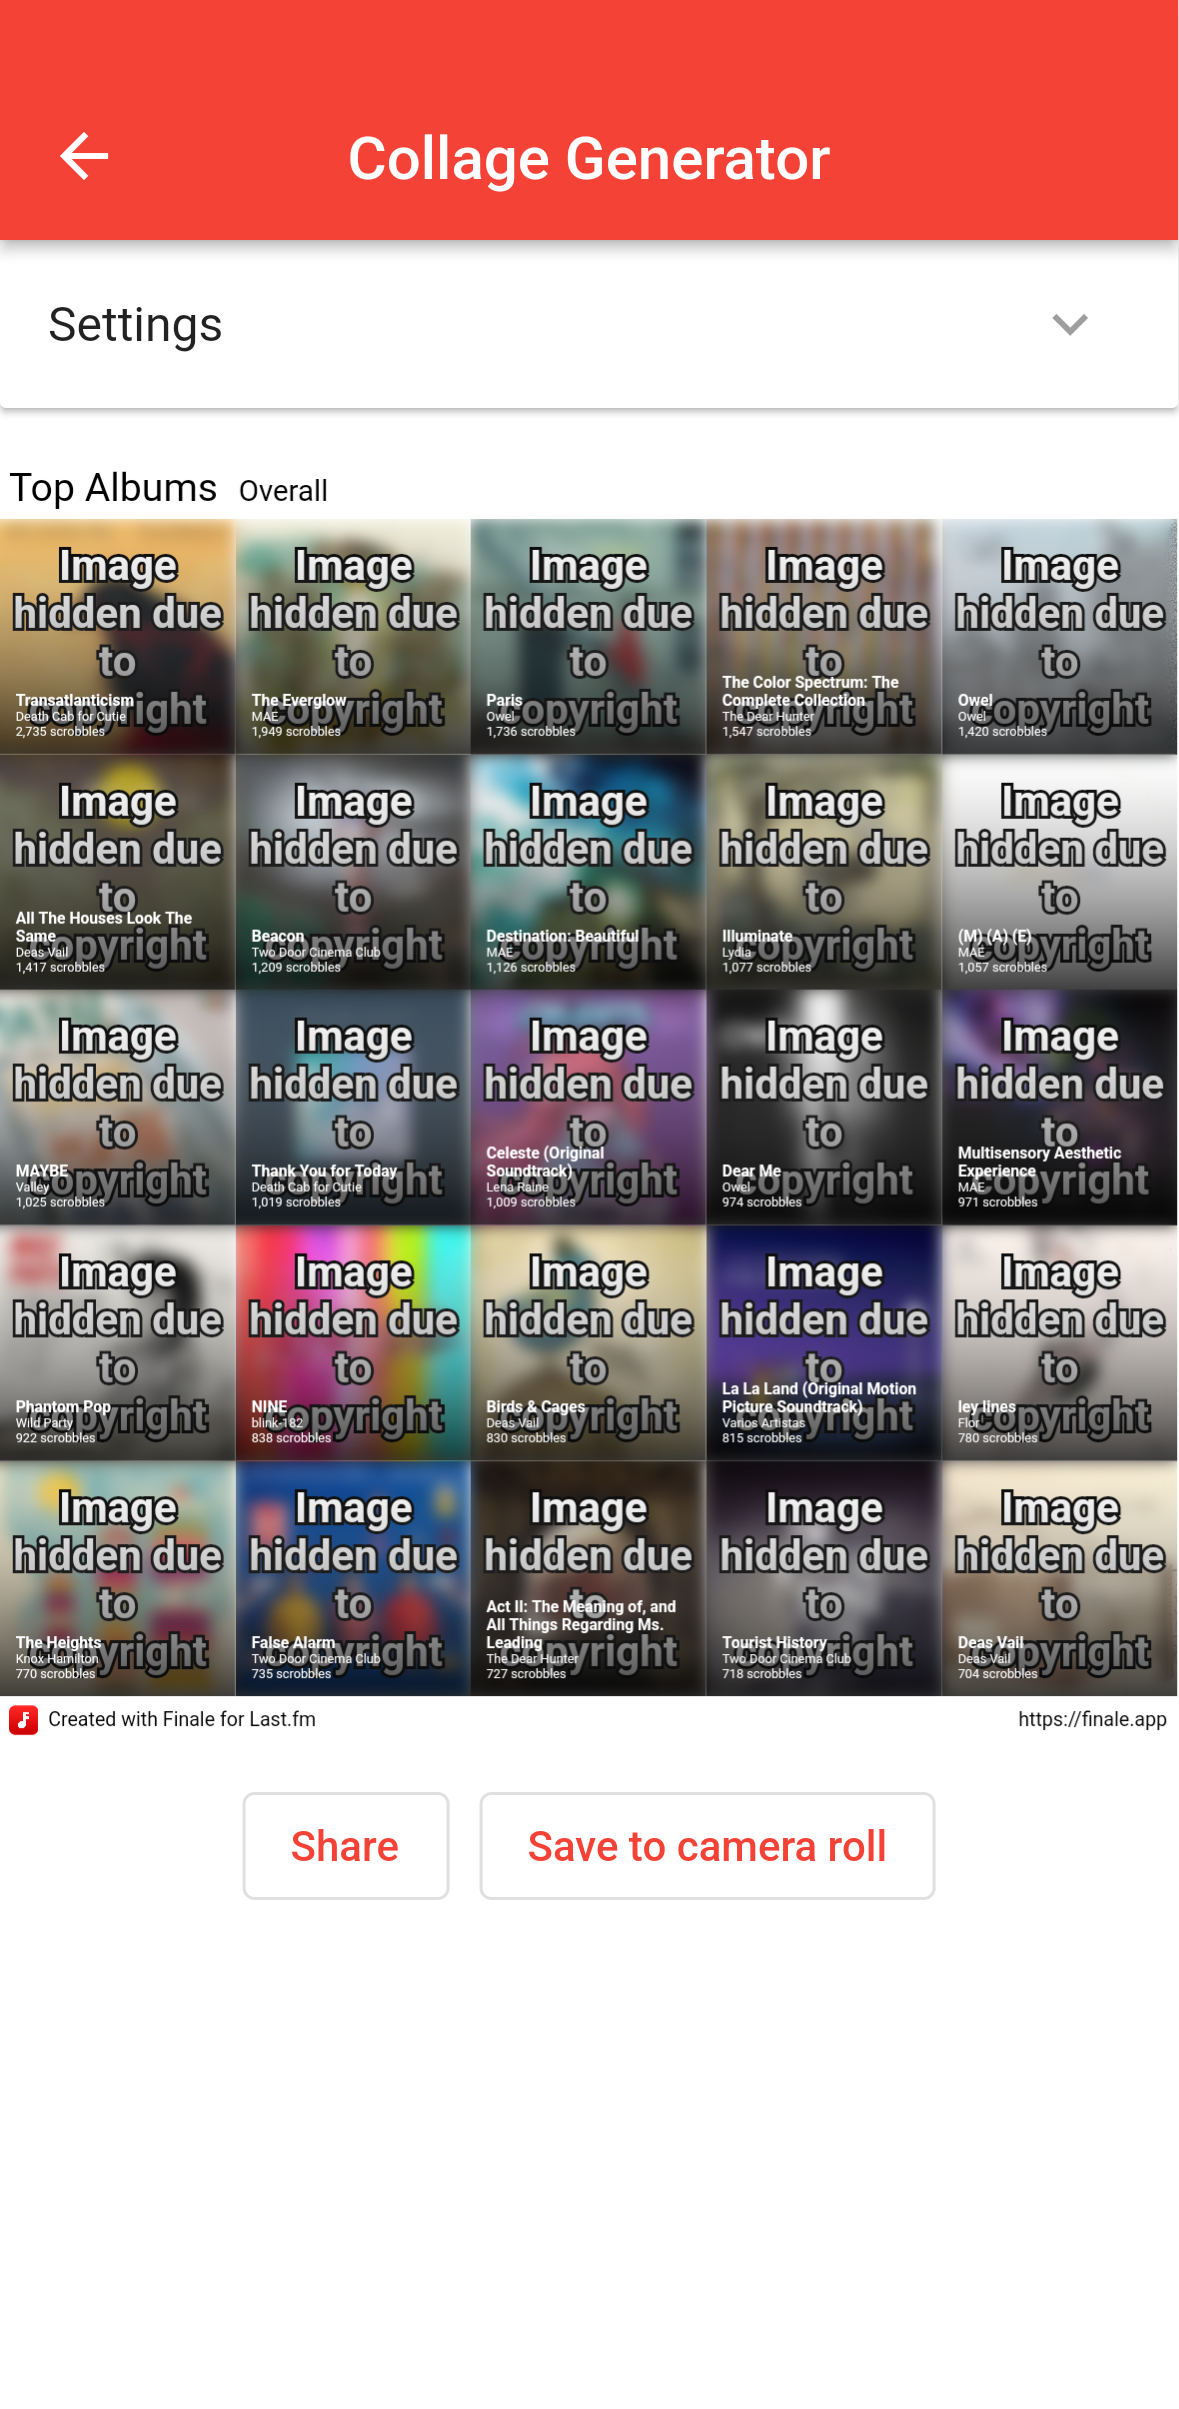 Collage Generator
Settings
Top Albums Overall
Image
hidden due
to
copyright
Transatlanticism
Death Cab for Cutie
2,735 scrobbles
Image
hidden due
to
copyright
The Everglow
MAE
1,949 scrobbles
Image
hidden due
to
copyright
Paris
Owel
1,736 scrobbles
Image
hidden due
to
copyright
The Color Spectrum: The
Complete Collection
The Dear Hunter
1,547 scrobbles
Image
hidden due
to
copyright
Owel
Owel
1,420 scrobbles
Image
hidden due
to
copyright
All The Houses Look The
Same
Deas Vail
1,417 scrobbles
Image
hidden due
to
copyright
Beacon
Two Door Cinema Club
1,209 scrobbles
Image
hidden due
to
copyright
Destination: Beautiful
MAE
1,126 scrobbles
Image
hidden due
to
copyright
Illuminate
Lydia
1,077 scrobbles
Image
hidden due
to
copyright
(M) (A) (E)
MAE
1,057 scrobbles
Image
hidden due
to
copyright
MAYBE
Valley
1,025 scrobbles
Image
hidden due
to
copyright
Thank You for Today
Death Cab for Cutie
1,019 scrobbles
Image
hidden due
to
copyright
Celeste (Original
Soundtrack)
Lena Raine
1,009 scrobbles
Image
hidden due
to
copyright
Dear Me
Owel
974 scrobbles
Image
hidden due
to
copyright
Multisensory Aesthetic
Experience
MAE
971 scrobbles
Image
hidden due
to
copyright
Phantom Pop
Wild Party
922 scrobbles
Image
hidden due
to
copyright
NINE
blink-182
838 scrobbles
Image
hidden due
to
copyright
Birds & Cages
Deas Vail
830 scrobbles
Image
hidden due
to
copyright
La La Land (Original Motion
Picture Soundtrack)
Varios Artistas
815 scrobbles
Image
hidden due
to
copyright
ley lines
Flor
780 scrobbles
Image
hidden due
to
copyright
The Heights
Knox Hamilton
770 scrobbles
Image
hidden due
to
copyright
False Alarm
Two Door Cinema Club
735 scrobbles
Image
hidden due
to
copyright
Act II: The Meaning of, and
All Things Regarding Ms.
Leading
The Dear Hunter
727 scrobbles
Image
hidden due
to
copyright
Tourist History
Two Door Cinema Club
718 scrobbles
Image
hidden due
to
copyright
Deas Vail
Deas Vail
704 scrobbles
Created with Finale for Last.fm
https://finale.app
Share
Save to camera roll